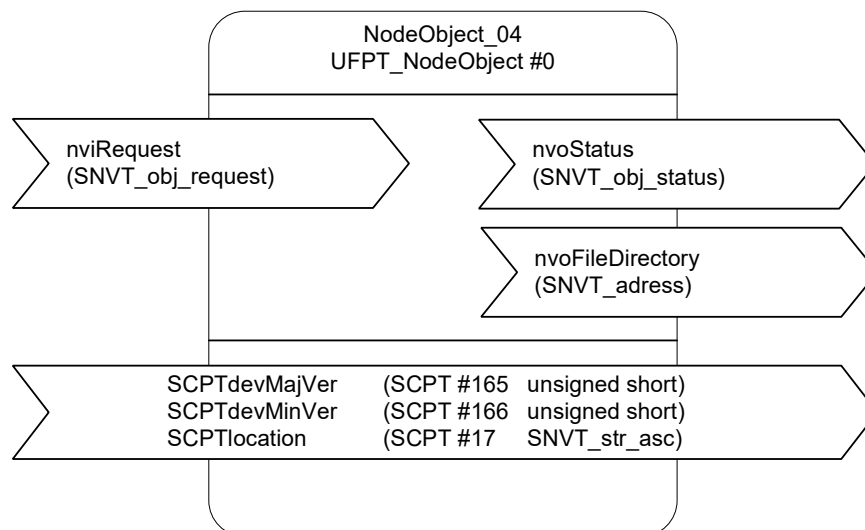 NodeObject_04
UFPT_NodeObject #0
nviRequest
(SNVT_obj_request)
nvoStatus
(SNVT_obj_status)
nvoFileDirectory
(SNVT_adress)
SCPTdevMajVer (SCPT #165 unsigned short)
SCPTdevMinVer (SCPT #166 unsigned short)
SCPTlocation (SCPT #17 SNVT_str_asc)